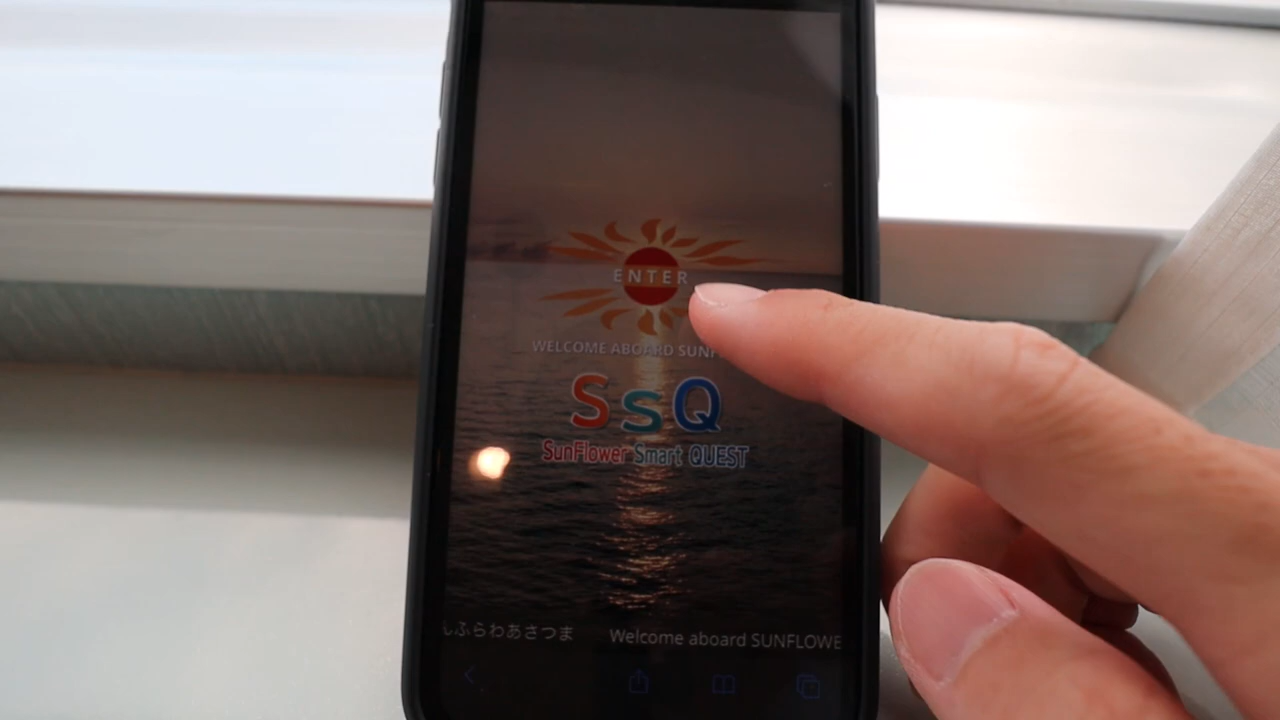 ENTER
WELCOME ABOARD SUNF
SsQ
SunFlower Smart QUEST
しふらわあさつま Welcome aboard SUNFLOWE